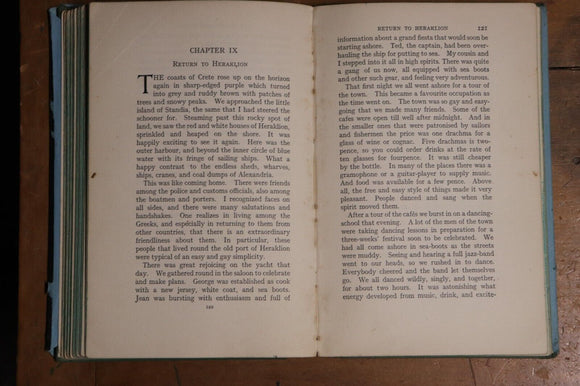 CHAPTER IX
RETURN TO HERAKLION
THE coasts of Crete rose up on the horizon
again in sharp-edged purple which turned
into grey and ruddy brown with patches of
trees and snowy peaks. We approached the little
island of Standia, the same that I had steered the
schooner for. Steaming past this rocky spot of
land, we saw the red and white houses of Heraklion,
sprinkled and heaped on the shore. It was
happily exciting to see it again. Here was the
outer harbour, and beyond the inner circle of blue
water with its fringe of sailing ships. What a
happy contrast to the endless sheds, wharves,
ships, cranes, and coal dumps of Alexandria.
This was like coming home. There were friends
among the police and customs officials, also among
the boatmen and porters. I recognised faces on
all sides, and there were many salutations and
handshakes. One realizes in living among the
Greeks, and especially in returning to them from
other countries, that there is an extraordinary
friendliness about them. In particular, these
people that lived round the old port of Heraklion
were typical of an easy and gay simplicity.
There was great rejoicing on the yacht that
day. We gathered round in the saloon to celebrate
and make plans. George was established as cook
with a new jersey, white coat, and sea boots.
Jean was bursting with enthusiasm and full of
RETURN TO HERAKLION 121
information about a grand fiesta that would soon be
starting ashore. Ted, the captain, had been over-
hauling the ship for putting to sea. My cousin and
I stepped into it all in high spirits. There was quite
a gang of us now, all equipped with sea boots
and other such gear, and feeling very adventurous.
That first night we all went ashore for a tour of
the town. This became a favourite occupation as
the time went on. The town was so gay and easy-
going that we made many friends. Some of the
cafés were open till well after midnight. And in
the smaller ones that were patronised by sailors
and fishermen the price was one drachma for a
glass of wine or cognac. Five drachmas is two-
pence, so you could order drinks at the rate of
ten glasses for fourpence. It was still cheaper
by the bottle. In many of the places there was a
gramophone or a guitar-player to supply music.
And food was available for a few pence. Above
all, the free and easy style of things made it very
pleasant. People danced and sang when the
spirit moved them.
After a tour of the cafés we burst in on a dancing-
school that evening. A lot of the men of the town
were taking dancing lessons in preparation for a
three-weeks' festival soon to be celebrated. We
had all come ashore in sea-boots as the streets
were muddy. Seeing and hearing a full jazz-band
went to our heads, so we rushed in to dance.
Everybody cheered and the band let themselves
go. We all danced wildly, singly, and together,
for about two hours. It was astonishing what
energy developed from music, drink, and excite-